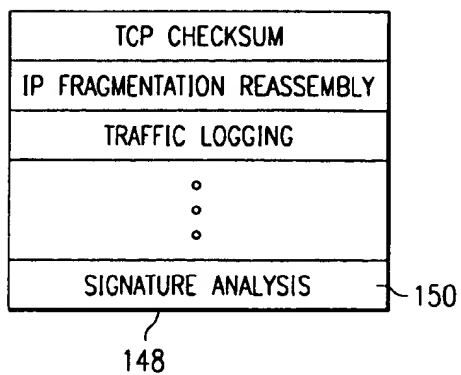 TCP CHECKSUM
IP FRAGMENTATION REASSEMBLY
TRAFFIC LOGGING
SIGNATURE ANALYSIS
150
148